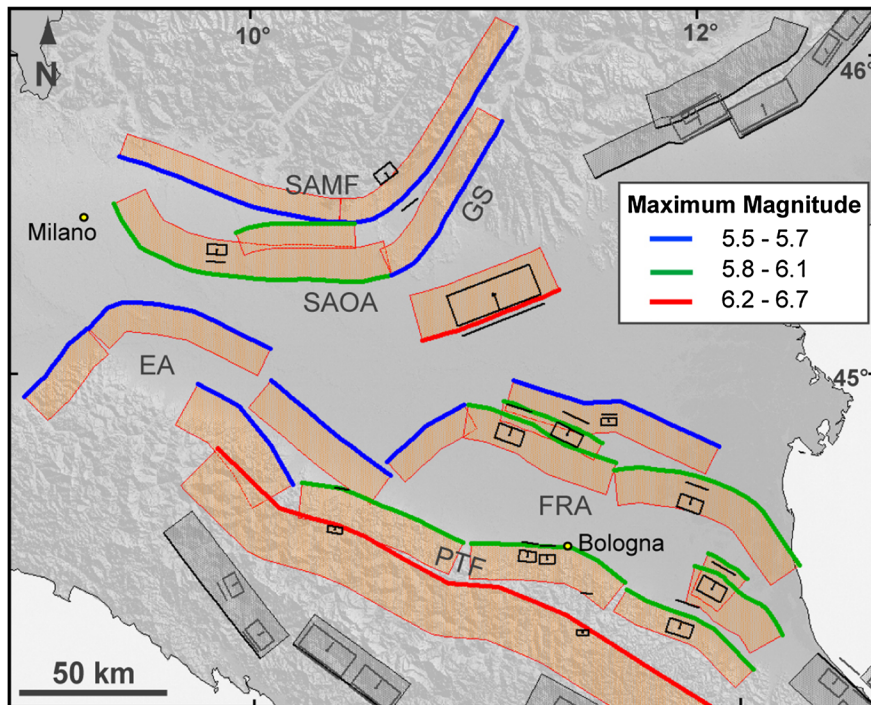 10°
12°
46°
N
SAMF
GS
Milano
Maximum Magnitude
5.5 - 5.7
5.8 - 6.1
6.2 - 6.7
SAOA
EA
45°
FRA
Bologna
PTF
50 km